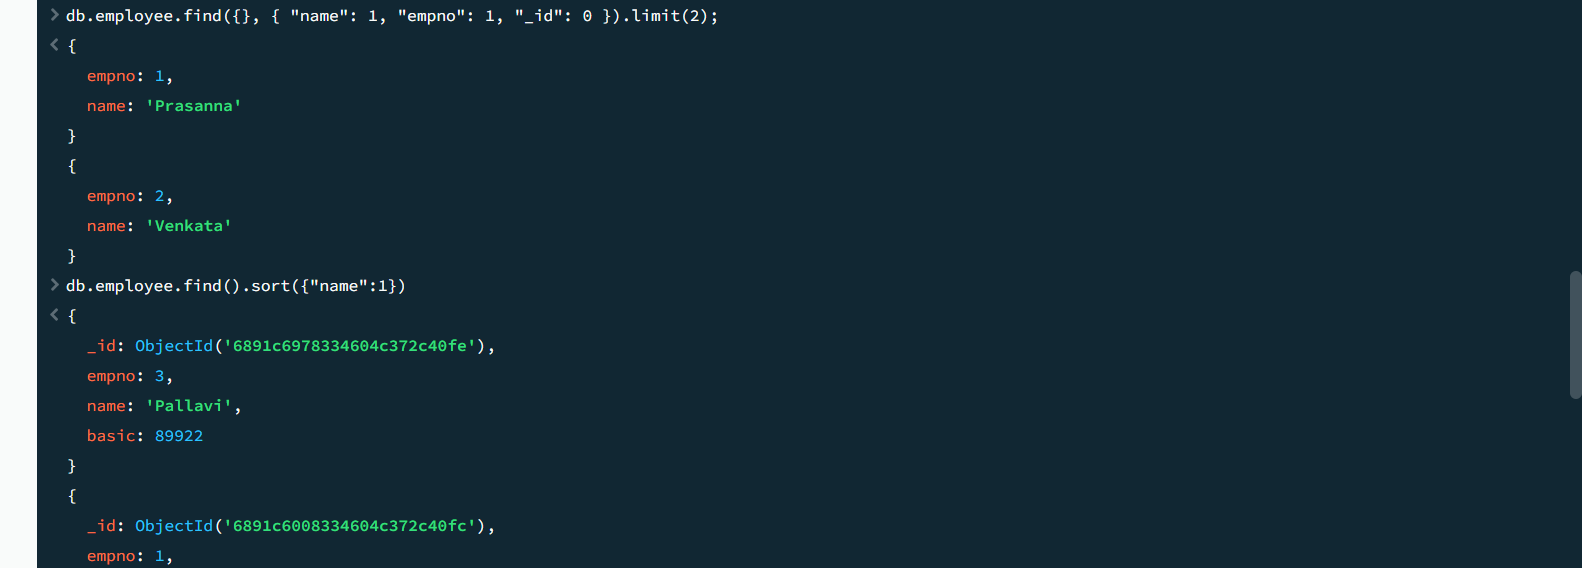 > db.employee.find({}, { "name": 1, "empno": 1, "_id": 0 }).limit(2);
< {
empno: 1,
name: 'Prasanna'
}
{
empno: 2,
name: 'Venkata'
}
> db.employee.find().sort({"name":1})
< {
_id: ObjectId('6891c6978334604c372c40fe'),
empno: 3,
name: 'Pallavi',
basic: 89922
}
{
_id: ObjectId('6891c6008334604c372c40fc'),
empno: 1,